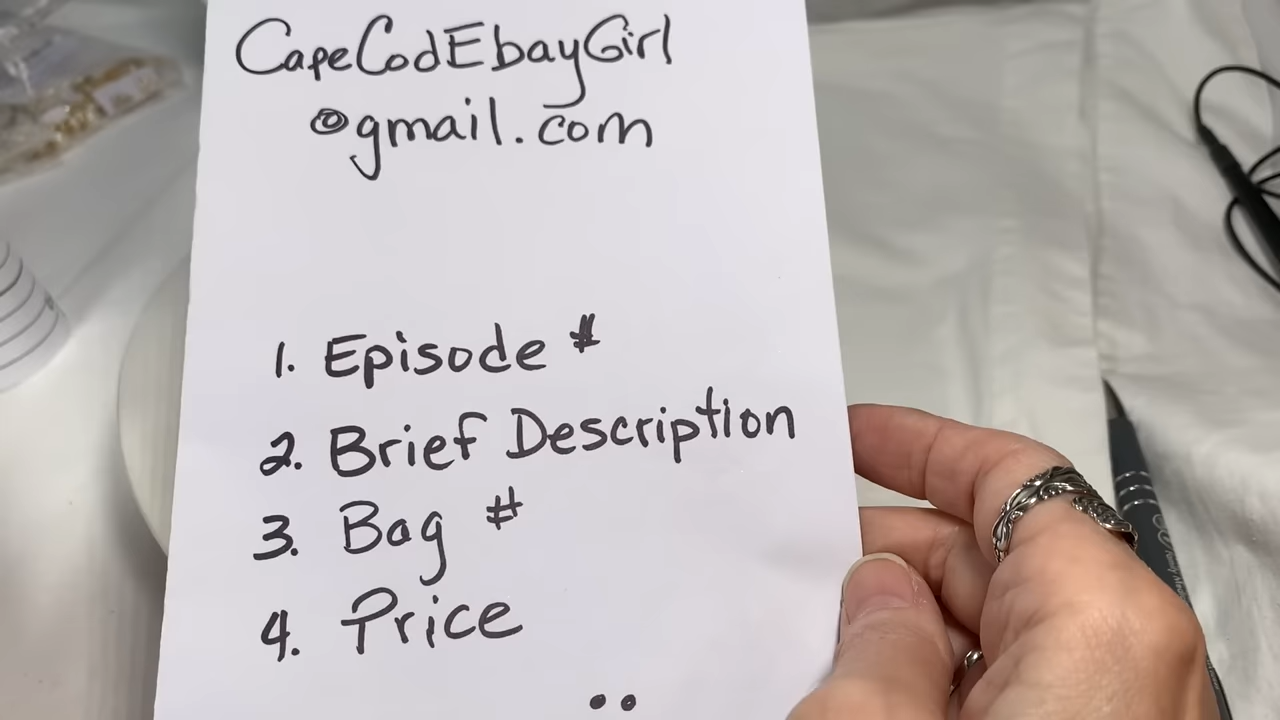 CapeCodEbayGirl
@gmail.com
1. Episode #
2. Brief Description
3. Bag #
4. Price